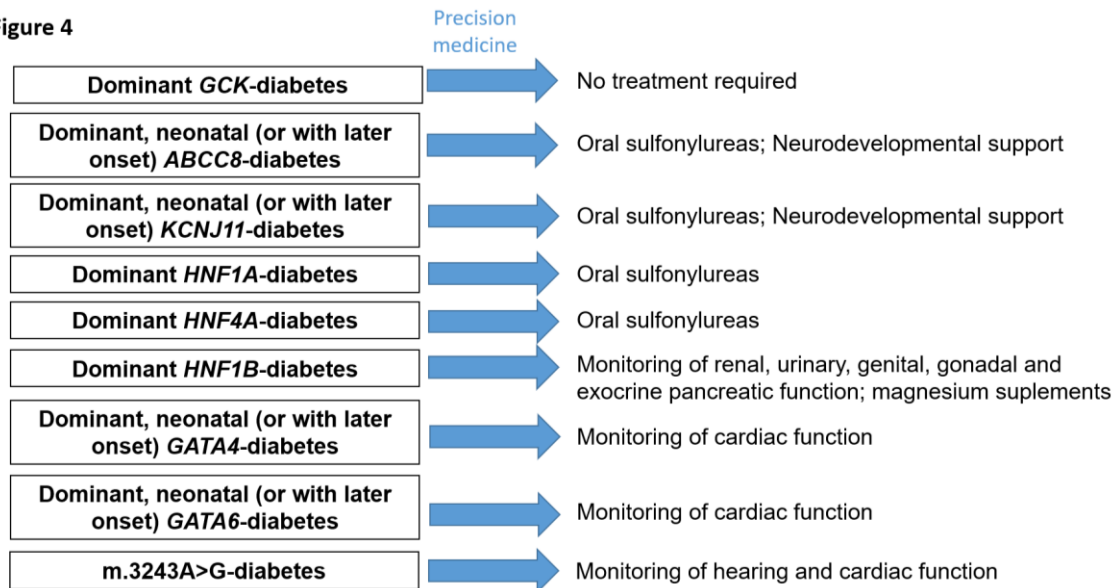 igure 4
Precision
medicine
Dominant GCK-diabetes
No treatment required
Dominant, neonatal (or with later
onset) ABCC8-diabetes
Oral sulfonylureas; Neurodevelopmental support
Dominant, neonatal (or with later
onset) KCNJ11-diabetes
Oral sulfonylureas; Neurodevelopmental support
Dominant HNF1A-diabetes
Oral sulfonylureas
Dominant HNF4A-diabetes
Oral sulfonylureas
Dominant HNF1B-diabetes
Monitoring of renal, urinary, genital, gonadal and
exocrine pancreatic function; magnesium suplements
Dominant, neonatal (or with later
onset) GATA4-diabetes
Monitoring of cardiac function
Dominant, neonatal (or with later
onset) GATA6-diabetes
Monitoring of cardiac function
m.3243A>G-diabetes
Monitoring of hearing and cardiac function